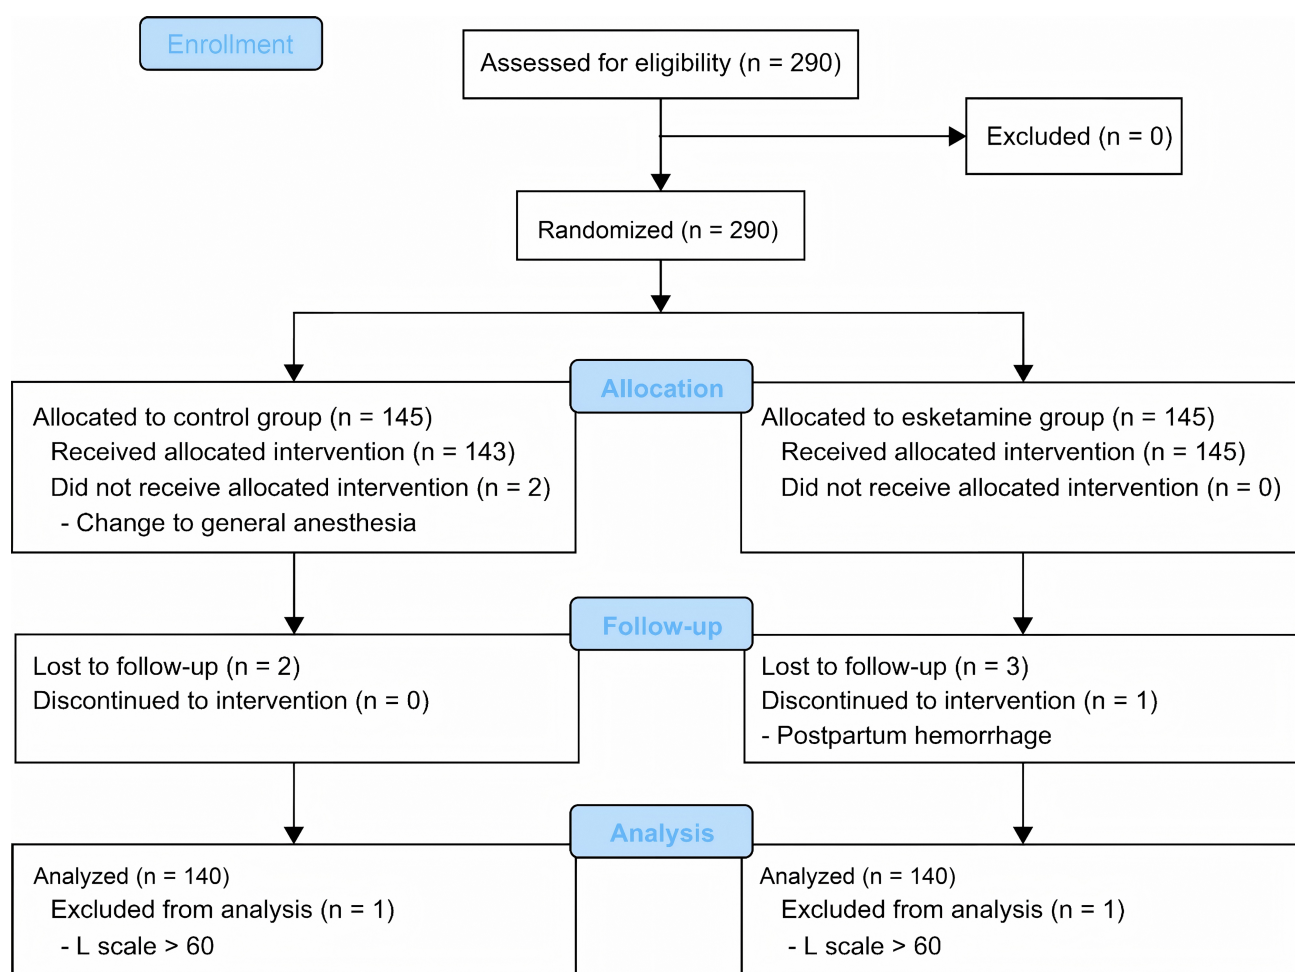 Enrollment
Assessed for eligibility (n = 290)
Excluded (n = 0)
Randomized (n = 290)
Allocation
Allocated to control group (n = 145)
Received allocated intervention (n = 143)
Did not receive allocated intervention (n = 2)
- Change to general anesthesia
Allocated to esketamine group (n = 145)
Received allocated intervention (n = 145)
Did not receive allocated intervention (n = 0)
Follow-up
Lost to follow-up (n = 2)
Discontinued to intervention (n = 0)
Lost to follow-up (n = 3)
Discontinued to intervention (n = 1)
- Postpartum hemorrhage
Analysis
Analyzed (n = 140)
Excluded from analysis (n = 1)
- L scale > 60
Analyzed (n = 140)
Excluded from analysis (n = 1)
- L scale > 60